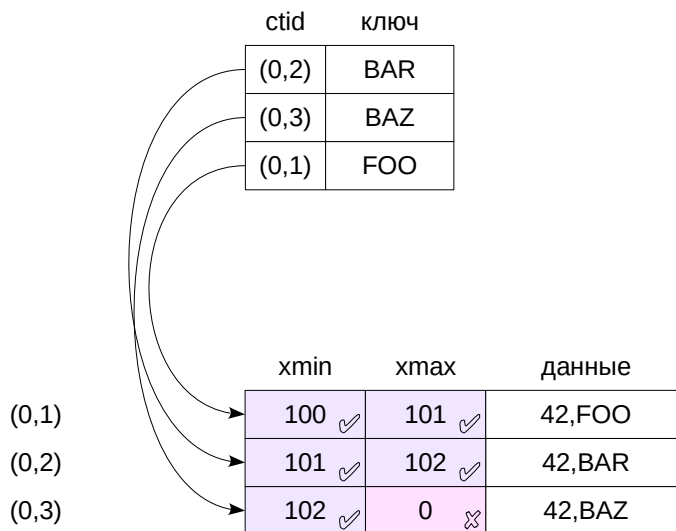 ctid ключ
(0,2) BAR
(0,3) BAZ
(0,1) FOO
xmin xmax данные
(0,1) 100 101 42,FOO
(0,2) 101 102 42,BAR
(0,3) 102 0 42,BAZ